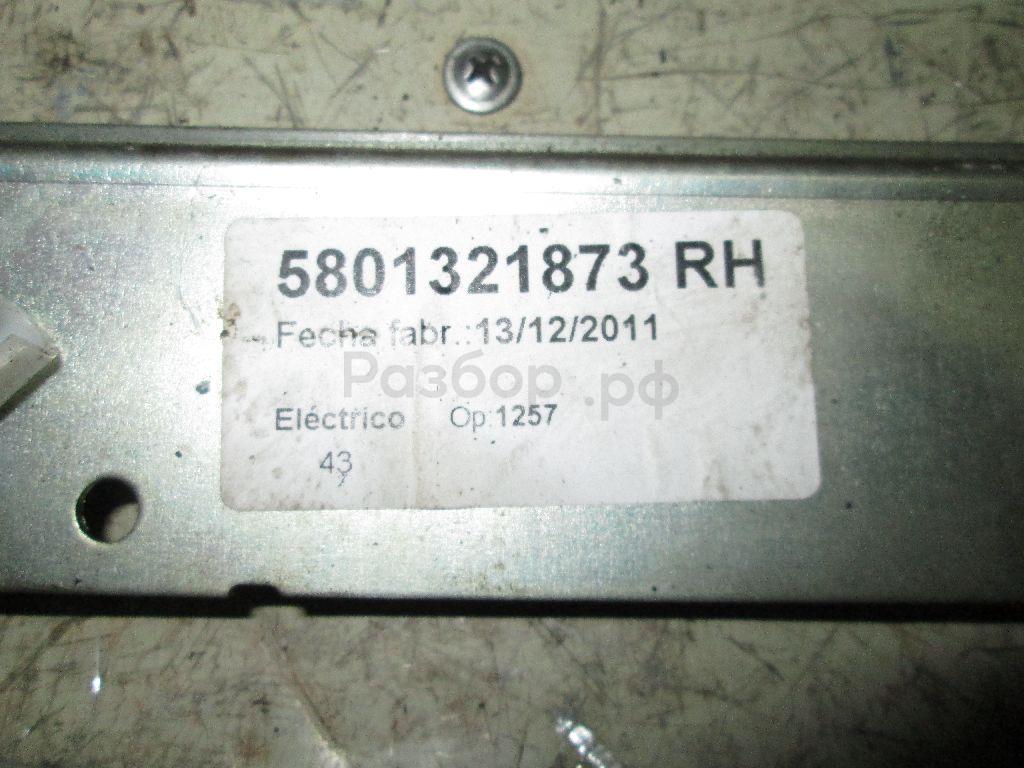 5801321873 RH
Fecha fabr.:13/12/2011
Разбор.рф
Eléctrico Op:1257
43